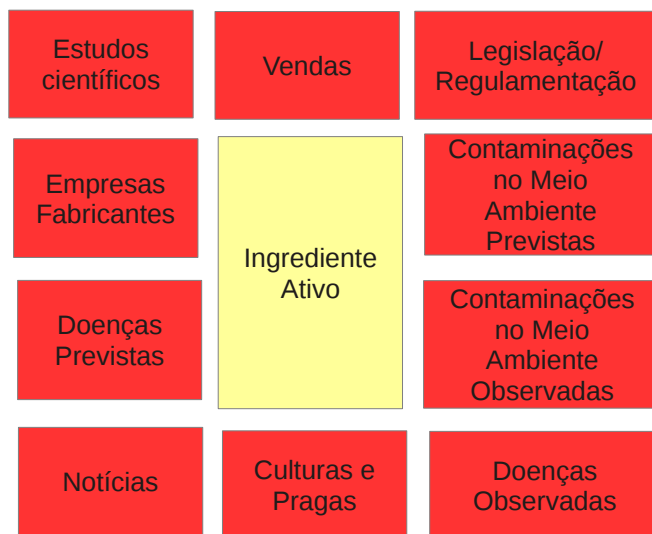 Estudos
científicos
Vendas
Legislação/
Regulamentação
Empresas
Fabricantes
Ingrediente
Ativo
Contaminações
no Meio
Ambiente
Previstas
Doenças
Previstas
Contaminações
no Meio
Ambiente
Observadas
Notícias
Culturas e
Pragas
Doenças
Observadas